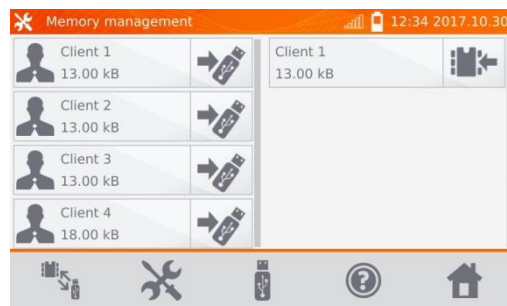 Memory management
12:34 2017.10.30
Client 1
13.00 kB
Client 2
13.00 kB
Client 3
13.00 kB
Client 4
18.00 kB
Client 1
13.00 kB